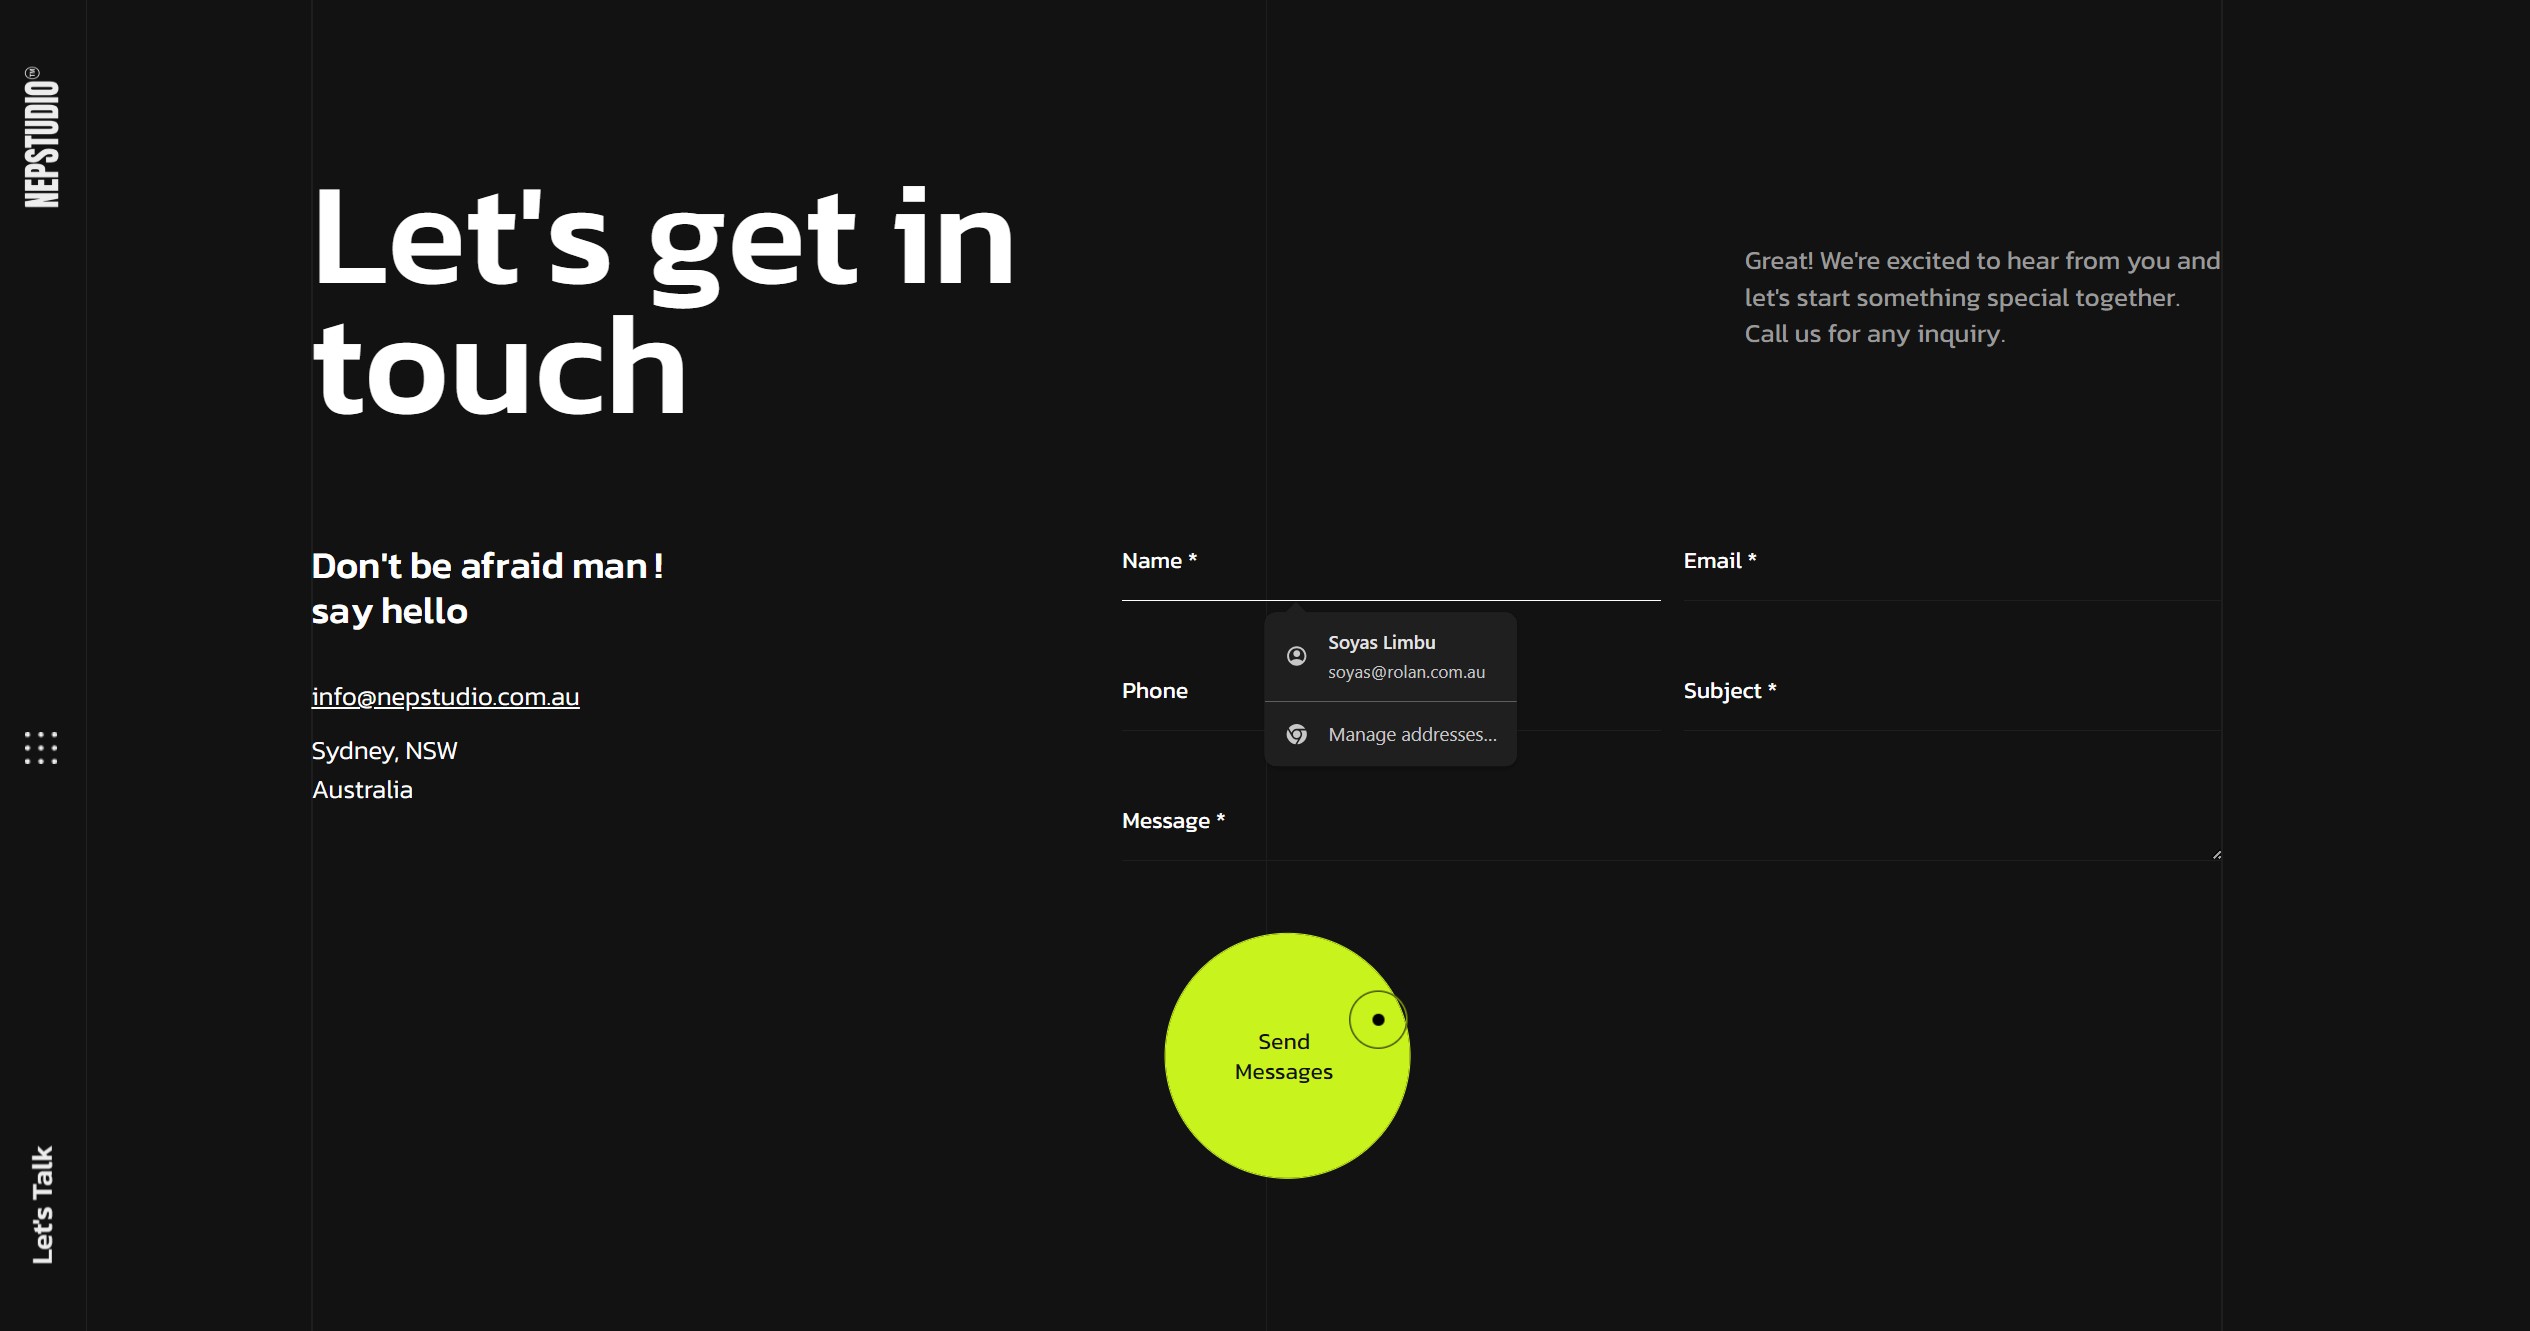 NEPSTUDIO™
Let's get in
touch
Great! We're excited to hear from you and
let's start something special together.
Call us for any inquiry.
Don't be afraid man !
say hello
info@nepstudio.com.au
Sydney, NSW
Australia
Name *
Email *
Soyas Limbu
soyas@rolan.com.au
Manage addresses...
Phone
Subject *
Message *
Send
Messages
Let's Talk